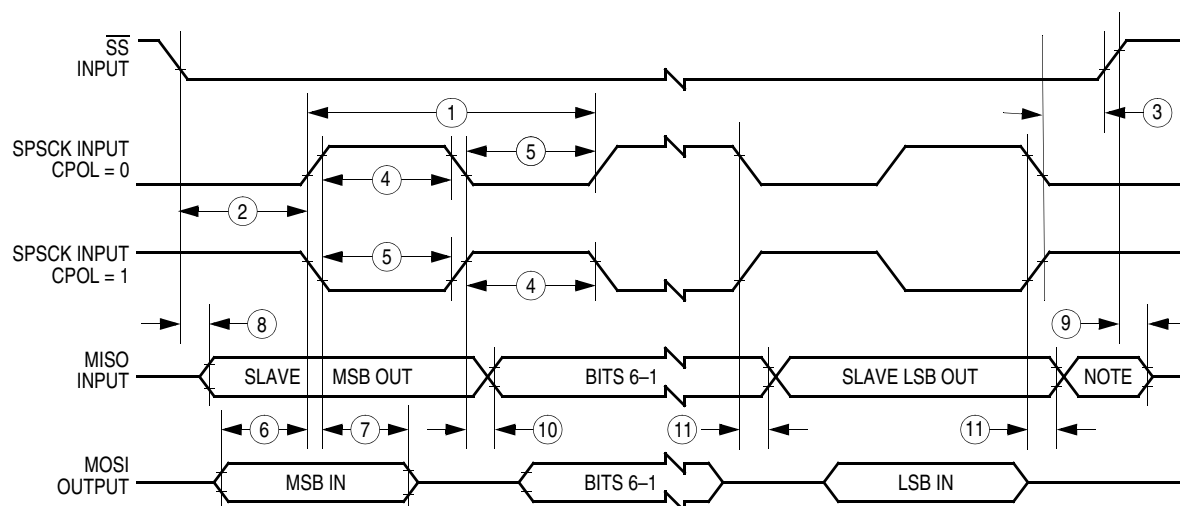 SS
INPUT
1
3
SPSCK INPUT
CPOL = 0
5
4
2
SPSCK INPUT
CPOL = 1
5
4
8
9
MISO
INPUT
SLAVE MSB OUT
BITS 6–1
SLAVE LSB OUT
NOTE
6
7
10
11
11
MOSI
OUTPUT
MSB IN
BITS 6–1
LSB IN